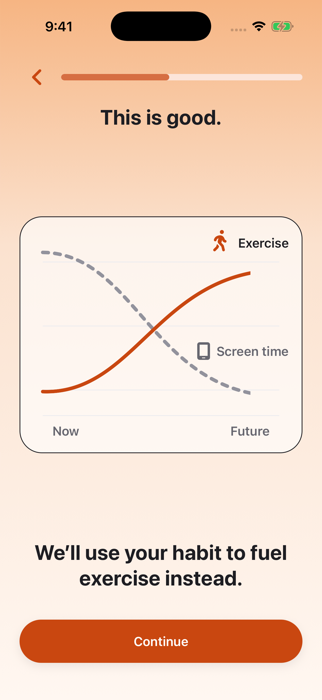 9:41
This is good.
Exercise
Screen time
Now Future
We’ll use your habit to fuel
exercise instead.
Continue